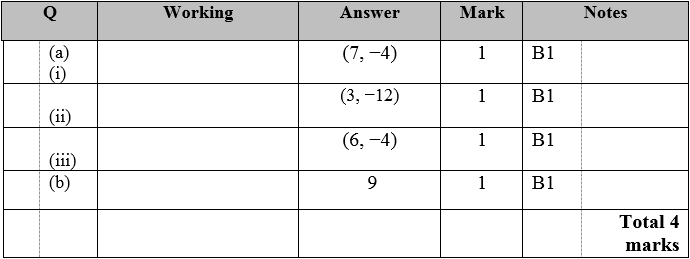 Q Working Answer Mark Notes
(a) (7, −4) 1 B1
(i)
(3, −12) 1 B1
(ii)
(6, −4) 1 B1
(iii)
(b) 9 1 B1
Total 4
marks